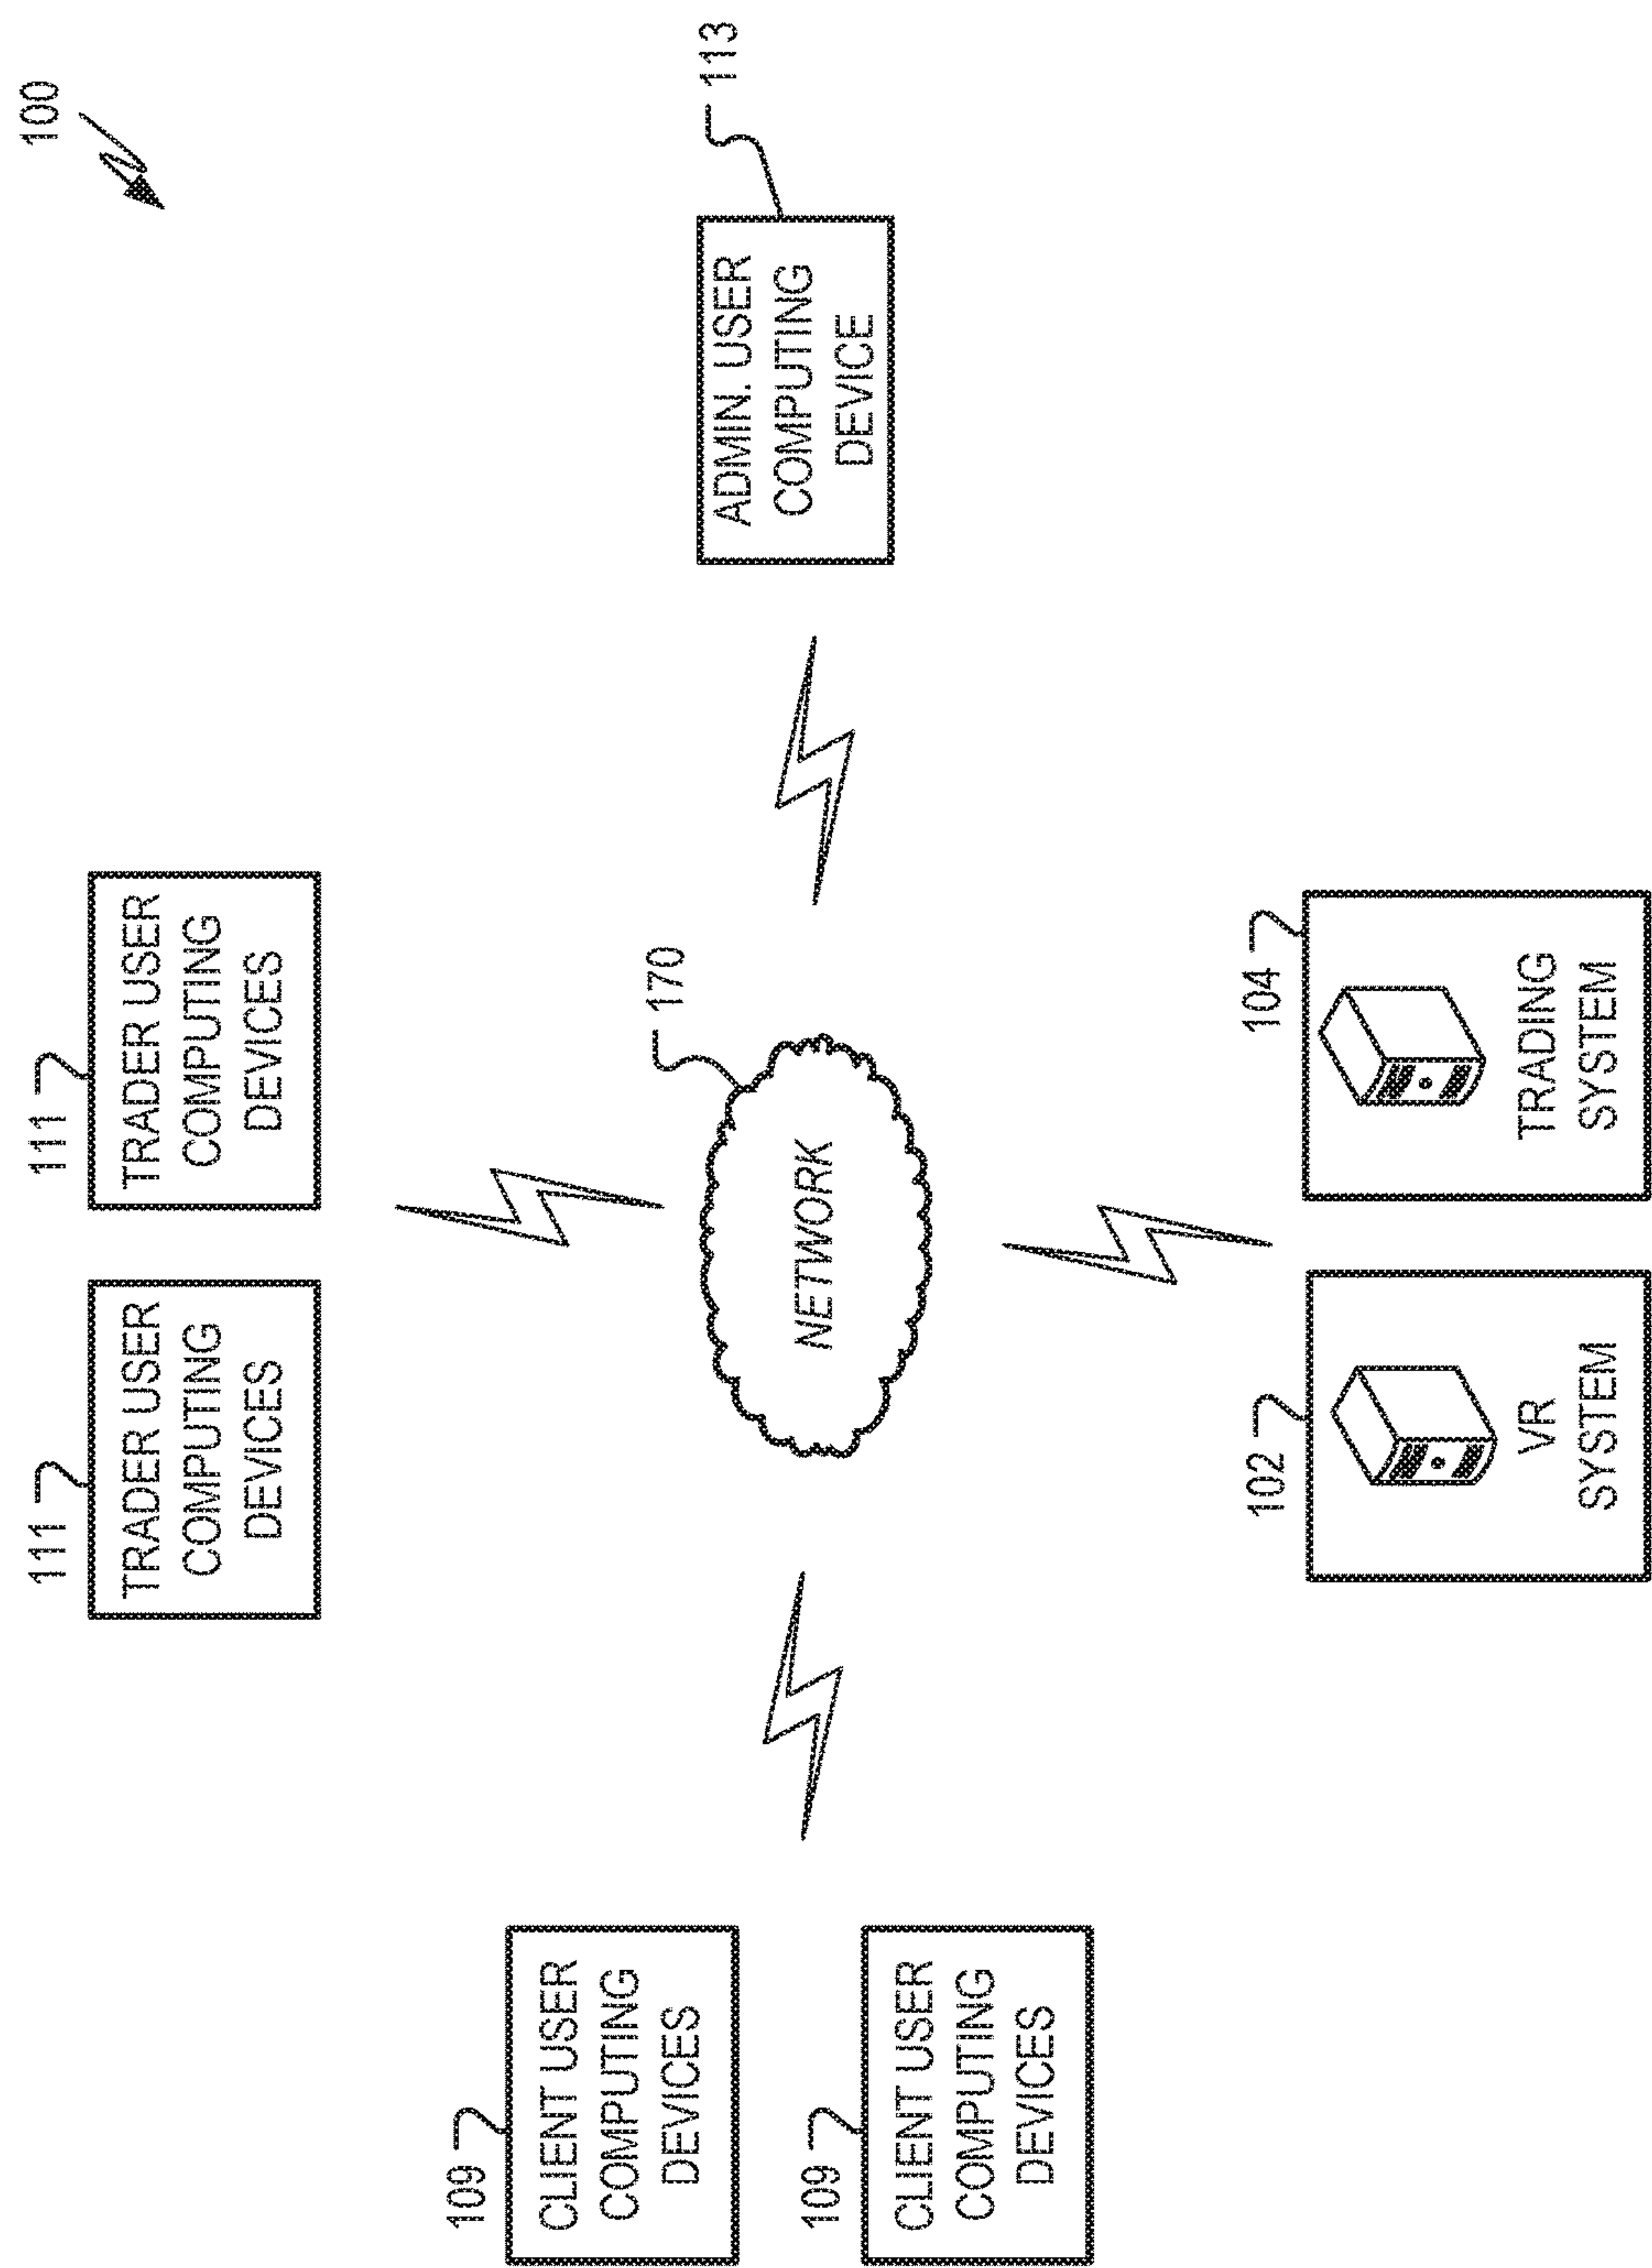 100
111
TRADER USER
COMPUTING
DEVICES
111
TRADER USER
COMPUTING
DEVICES
109
CLIENT USER
COMPUTING
DEVICES
170
NETWORK
113
ADMIN. USER
COMPUTING
DEVICE
109
CLIENT USER
COMPUTING
DEVICES
102
VR
SYSTEM
104
TRADING
SYSTEM